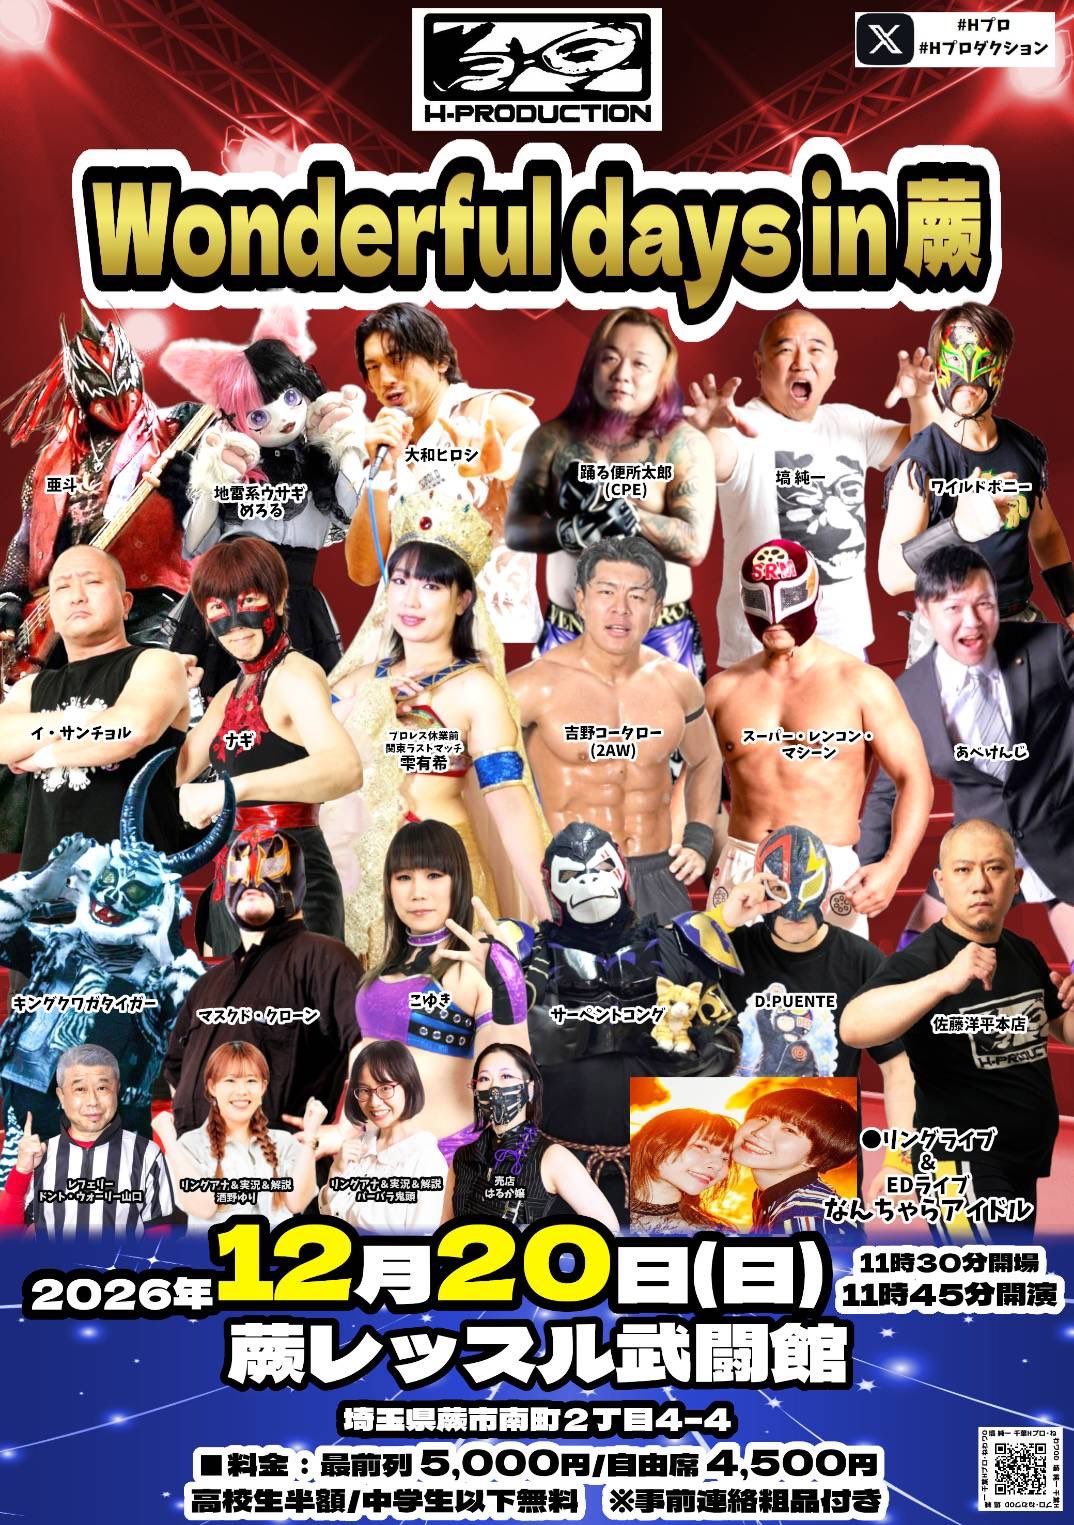 #Hプロ
#Hプロダクション
H-PRODUCTION
Wonderful days in 蕨
亜斗
地雷系ウサギ
めろる
大和ヒロシ
踊る便所太郎
(CPE)
塙 純一
ワイルドポニー
SRM
イ・サンチョル
ナギ
プロレス休業前
関東ラストマッチ
雫有希
吉野コータロー
(2AW)
スーパー・レンコン・
マシーン
あべけんじ
キングクワガタイガー
マスクド・クローン
こゆき
サーペントコング
D.PUENTE
佐藤洋平本店
H-PRODUCTION
レフェリー
ドント・ウォーリー山口
リングアナ&実況&解説
酒野ゆり
リングアナ&実況&解説
バーバラ鬼頭
売店
はるか嬢
●リングライブ
&
EDライブ
なんちゃらアイドル
2026年12月20日(日)
11時30分開場
11時45分開演
蕨レッスル武闘館
埼玉県蕨市南町2丁目4-4
■料金：最前列 5,000円/自由席 4,500円
高校生半額/中学生以下無料 ※事前連絡粗品付き